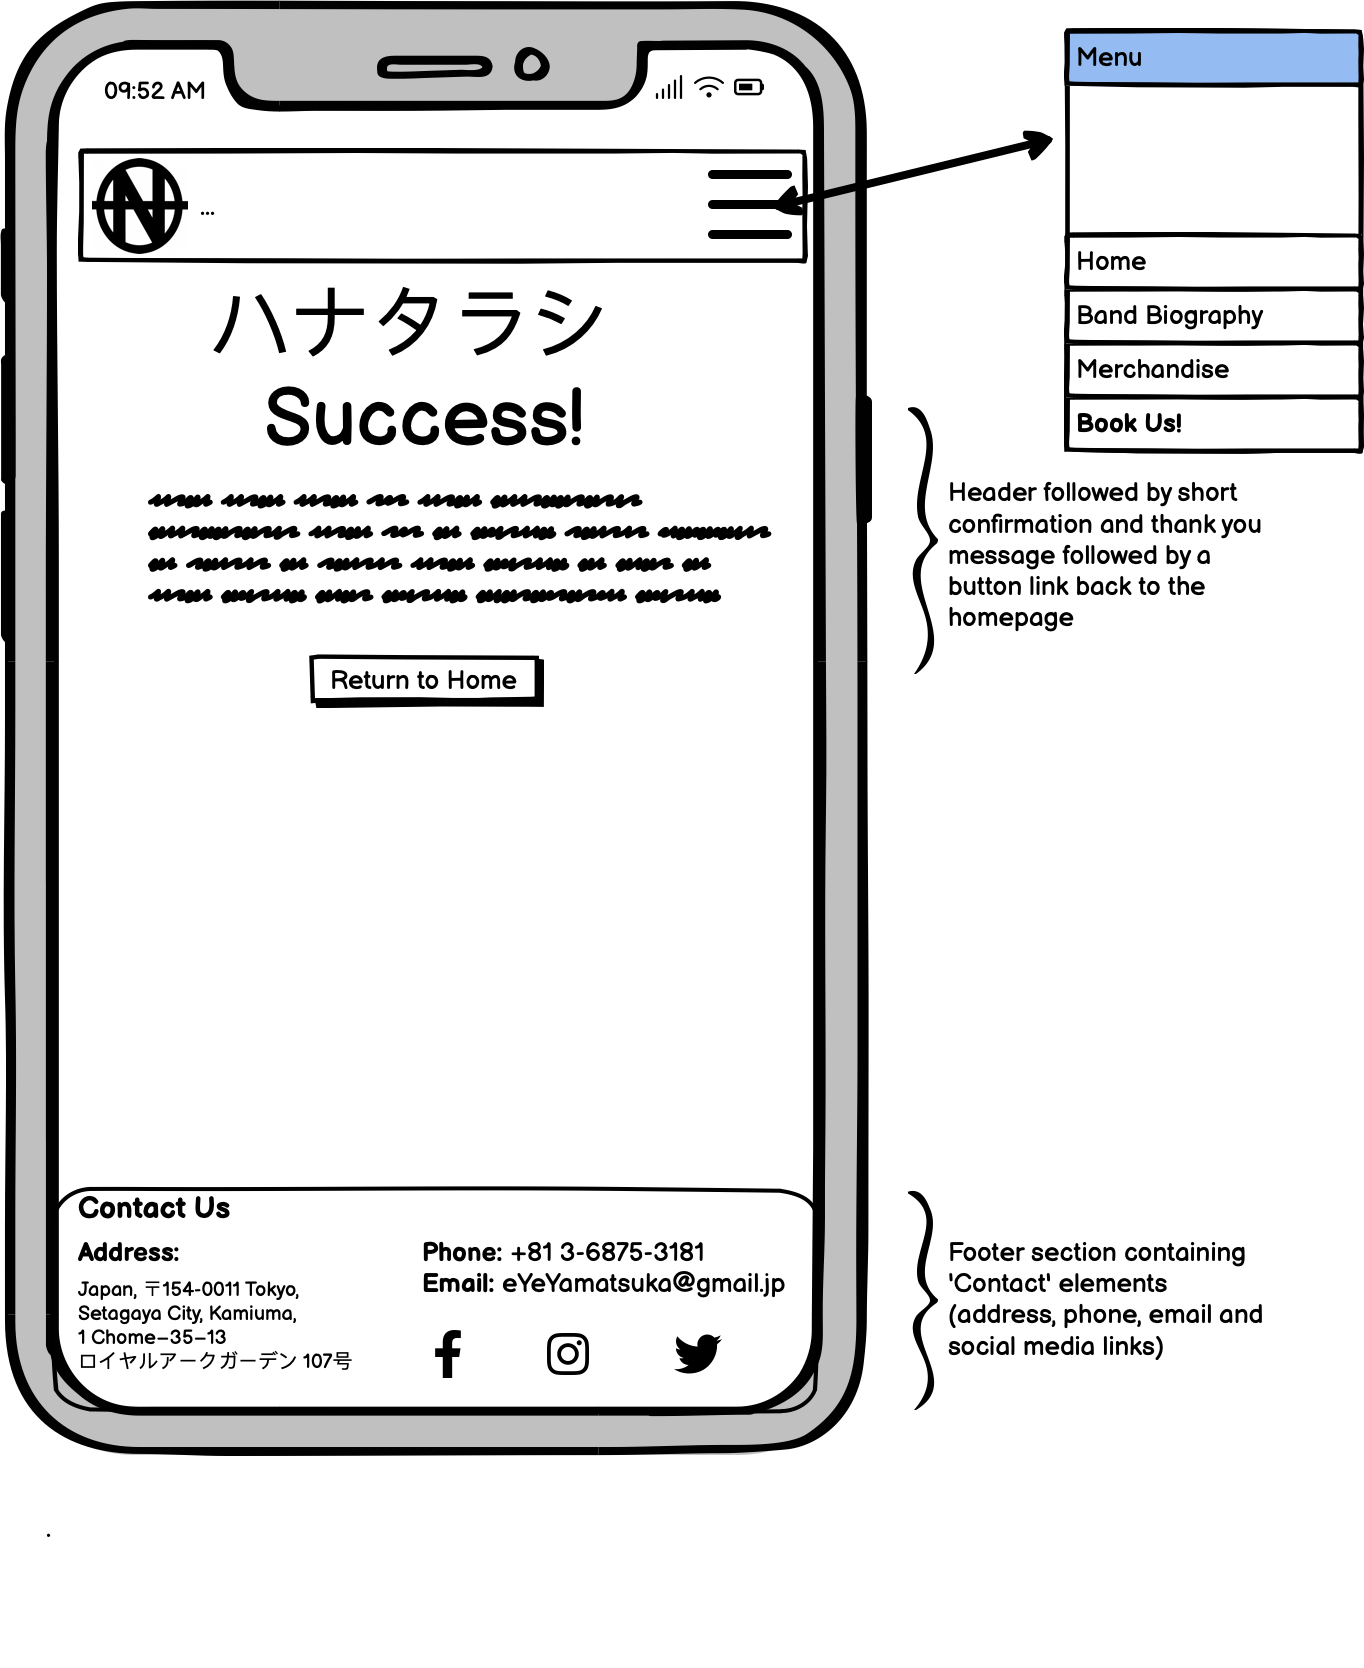 09:52 AM
...
ハナタラシ
Success!
Return to Home
Contact Us
Address:
Japan, 〒154-0011 Tokyo,
Setagaya City, Kamiuma,
1 Chome−35−13
ロイヤルアークガーデン 107号
Phone: +81 3-6875-3181
Email: eYeYamatsuka@gmail.jp
Menu
Home
Band Biography
Merchandise
Book Us!
Header followed by short
confirmation and thank you
message followed by a
button link back to the
homepage
Footer section containing
'Contact' elements
(address, phone, email and
social media links)
.